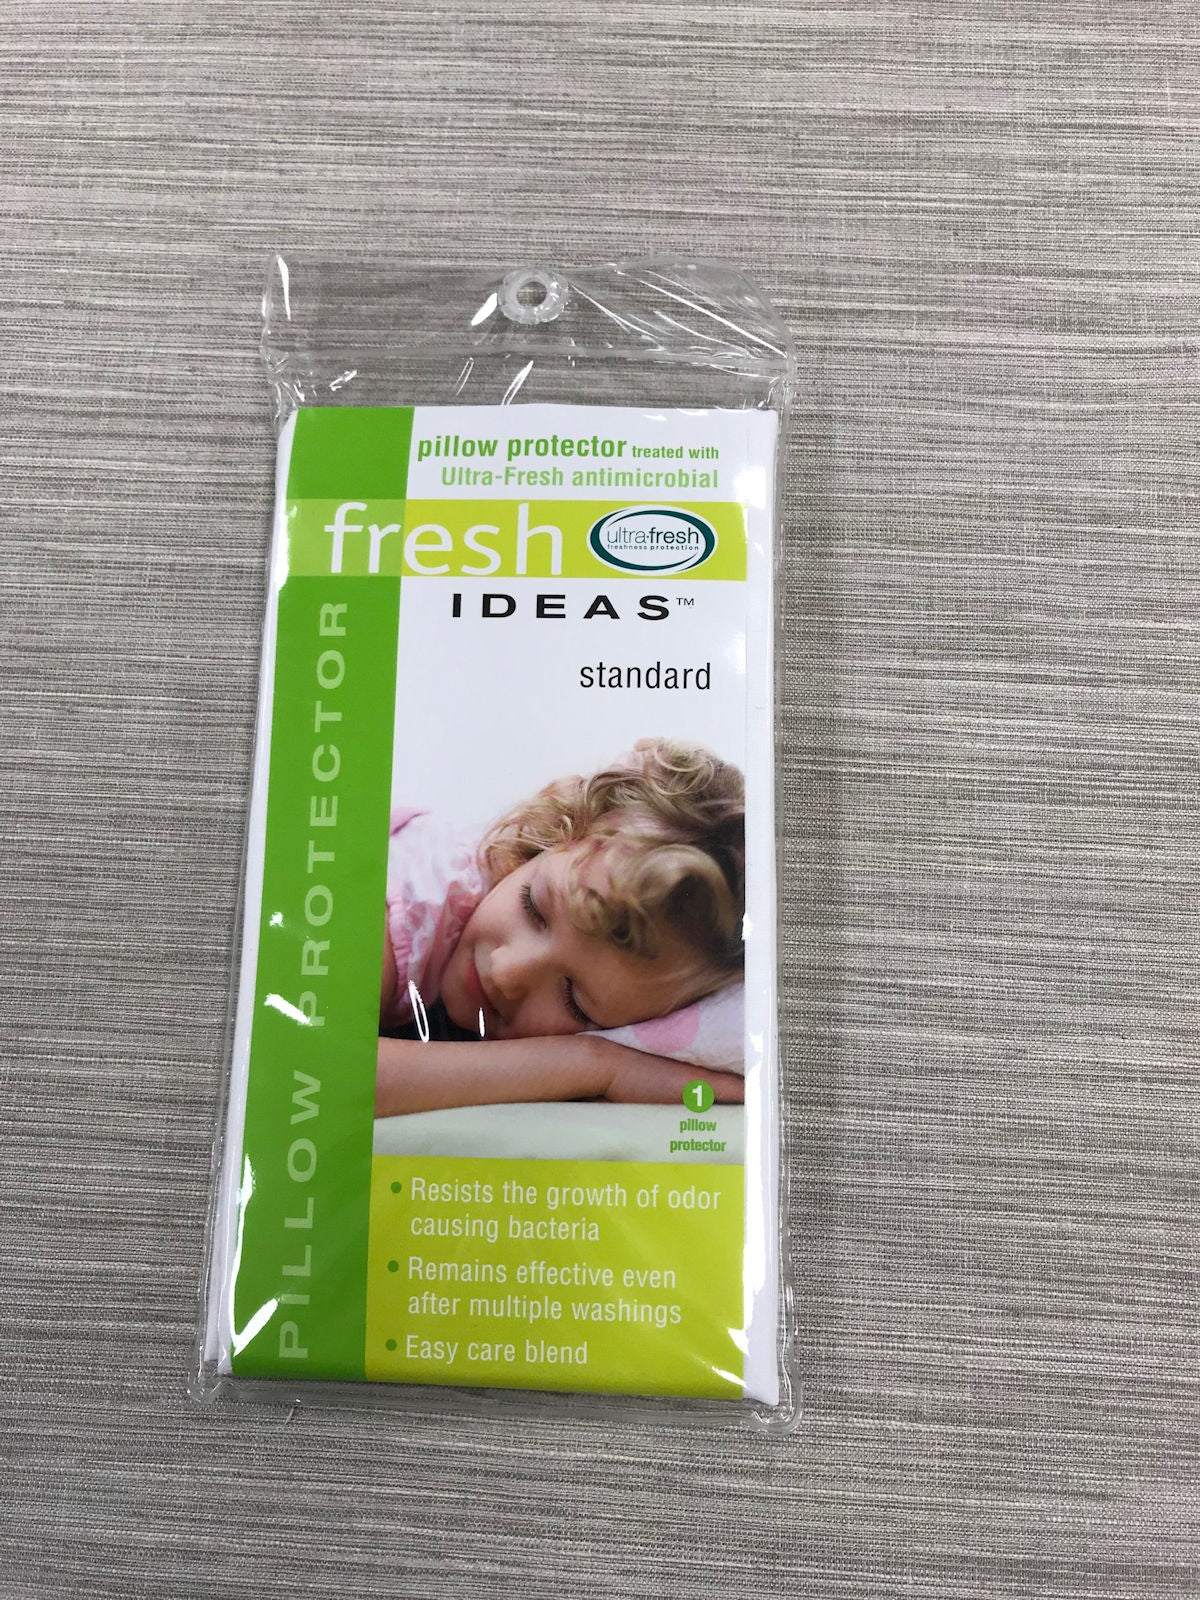 pillow protector treated with
Ultra-Fresh antimicrobial
fresh
ultra-fresh
freshness protection
IDEAS™
standard
PILLOW PROTECTOR
1
pillow
protector
• Resists the growth of odor
causing bacteria
• Remains effective even
after multiple washings
• Easy care blend